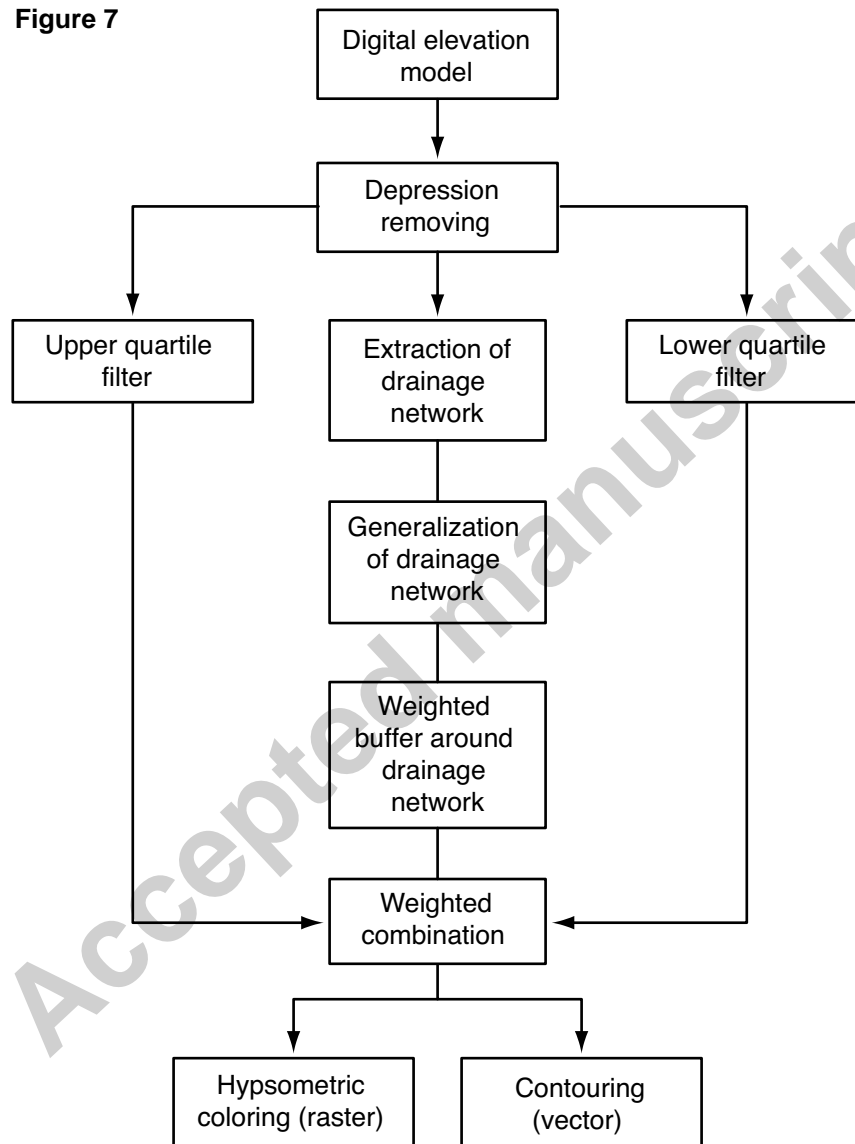 Figure 7
Digital elevation
model
Depression
removing
Upper quartile
filter
Extraction of
drainage
network
Lower quartile
filter
Generalization
of drainage
network
Weighted
buffer around
drainage
network
Weighted
combination
Hypsometric
coloring (raster)
Contouring
(vector)
Accepted